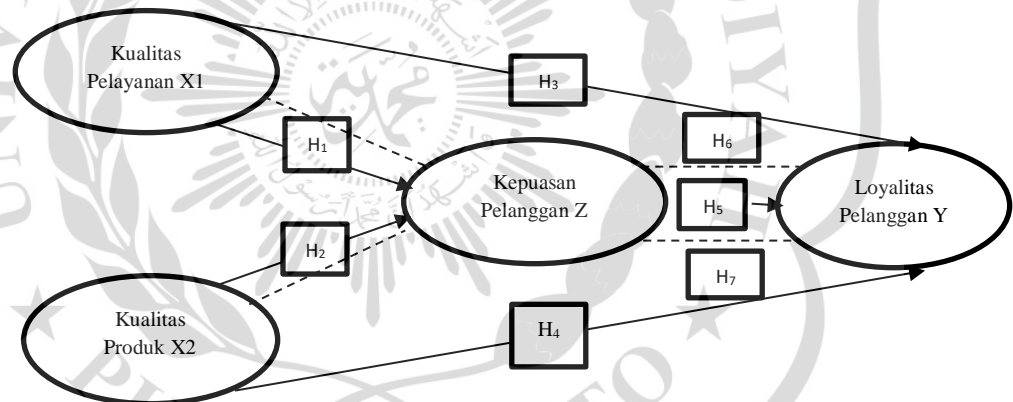 Kualitas
Pelayanan X1
H3
H1
H6
Kepuasan
Pelanggan Z
H5
Loyalitas
Pelanggan Y
H2
H7
Kualitas
Produk X2
H4